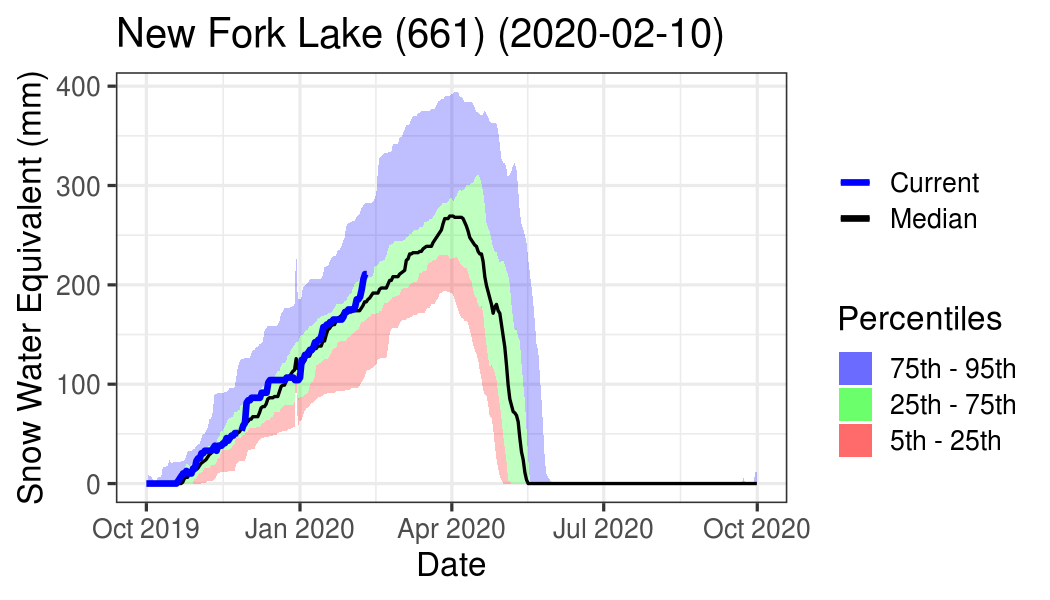 New Fork Lake (661) (2020-02-10)
Snow Water Equivalent (mm)
400
300
200
100
0
Oct 2019
Jan 2020
Apr 2020
Jul 2020
Oct 2020
Date
Current
Median
Percentiles
75th - 95th
25th - 75th
5th - 25th